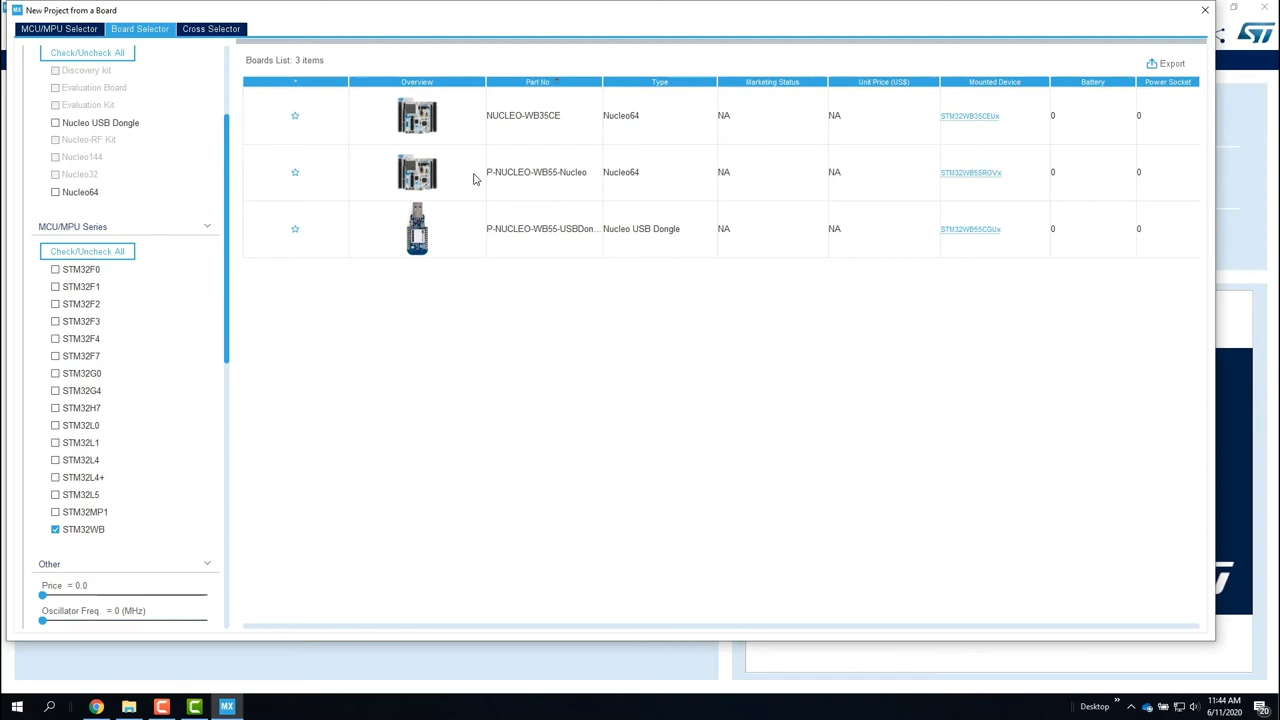 MX New Project from a Board
MCU/MPU Selector Board Selector Cross Selector
Check/Uncheck All
Discovery kit
Evaluation Board
Evaluation Kit
Nucleo USB Dongle
Nucleo-RF Kit
Nucleo144
Nucleo32
Nucleo64
MCU/MPU Series
Check/Uncheck All
STM32F0
STM32F1
STM32F2
STM32F3
STM32F4
STM32F7
STM32G0
STM32G4
STM32H7
STM32L0
STM32L1
STM32L4
STM32L4+
STM32L5
STM32MP1
STM32WB
Other
Price = 0.0
Oscillator Freq. = 0 (MHz)
Boards List: 3 items
Export
* Overview Part No Type Marketing Status Unit Price (US$) Mounted Device Battery Power Socket
NUCLEO-WB35CE Nucleo64 NA NA STM32WB35CEUx 0 0
P-NUCLEO-WB55-Nucleo Nucleo64 NA NA STM32WB55RGVx 0 0
P-NUCLEO-WB55-USBDon... Nucleo USB Dongle NA NA STM32WB55CGUx 0 0
ST
MX
Desktop
11:44 AM
6/11/2020
20